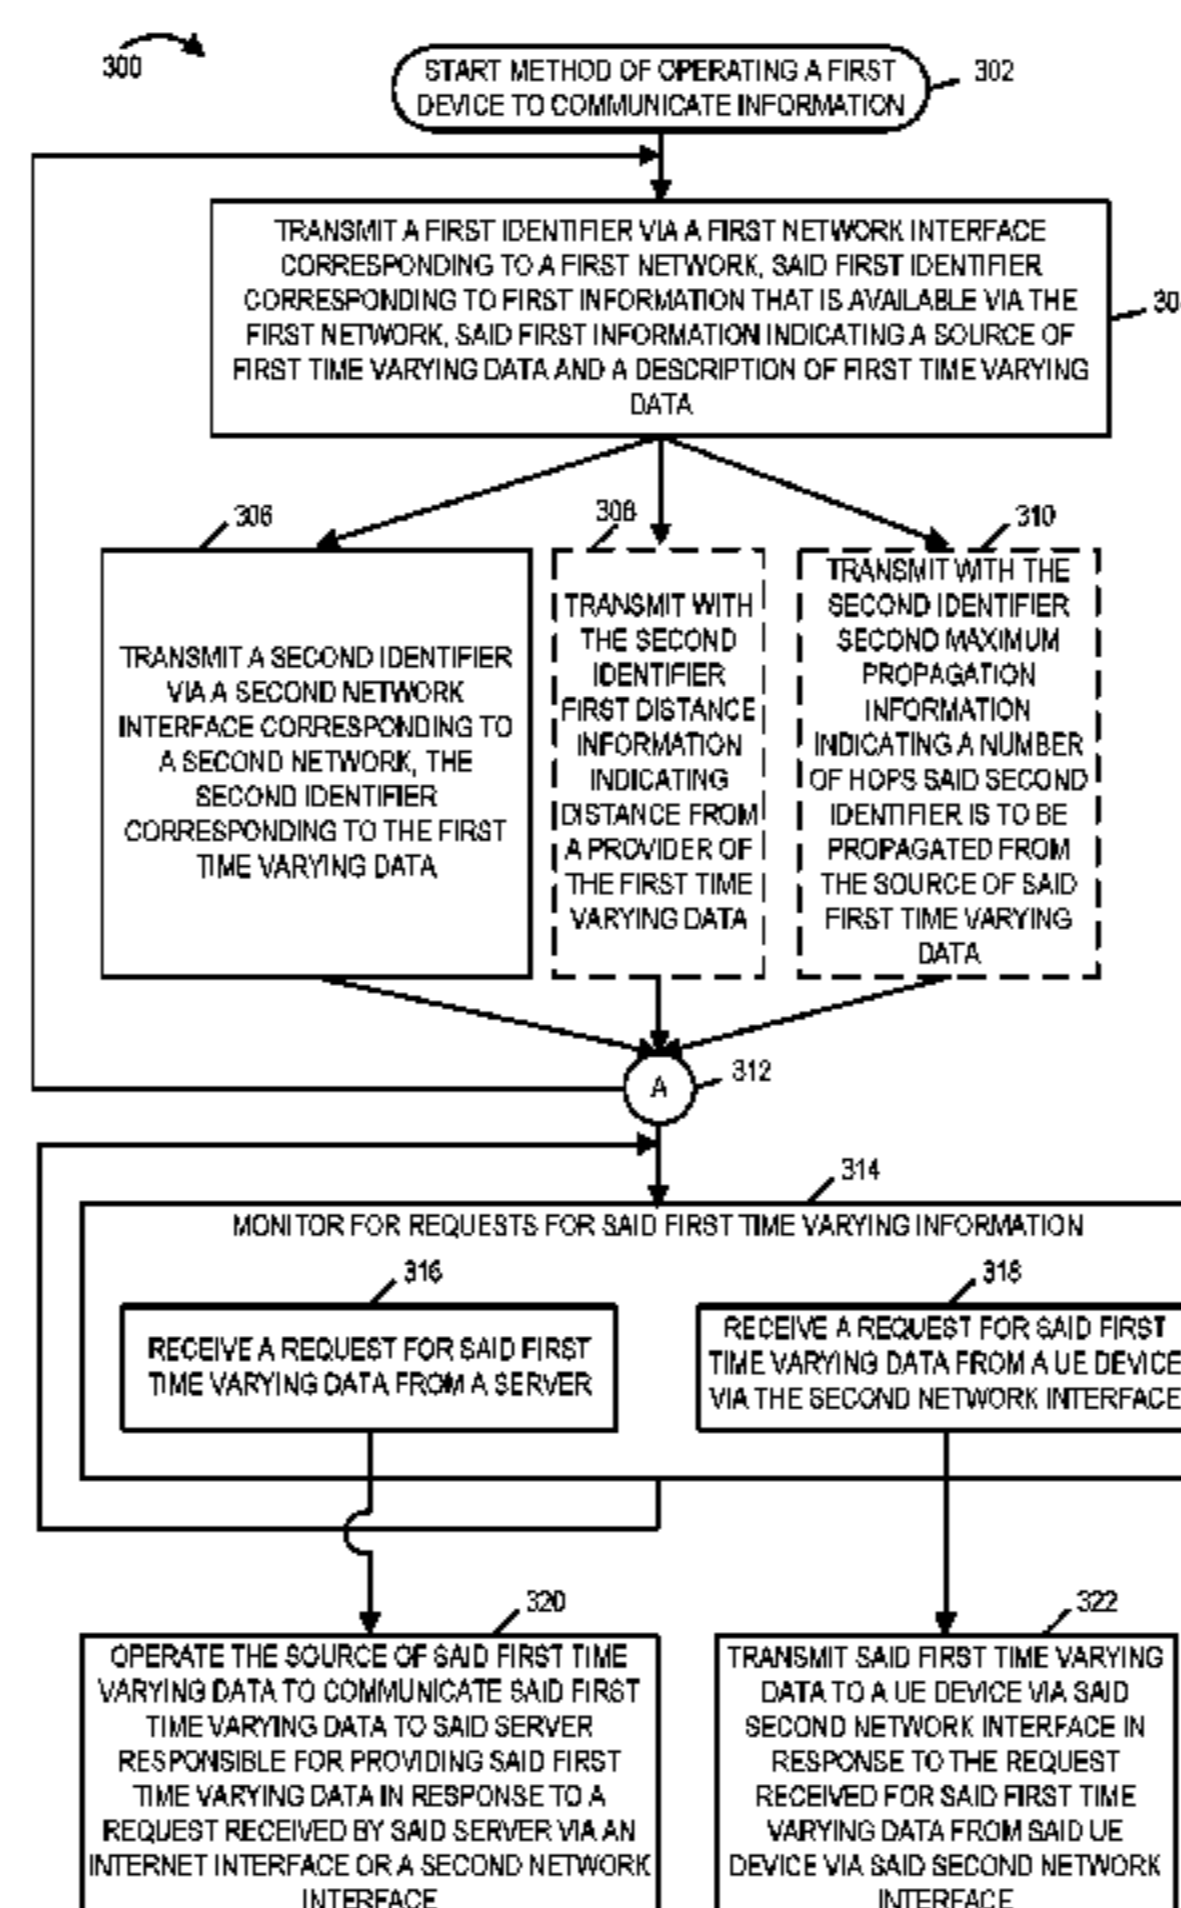 300
START METHOD OF OPERATING A FIRST
DEVICE TO COMMUNICATE INFORMATION
302
TRANSMIT A FIRST IDENTIFIER VIA A FIRST NETWORK INTERFACE
CORRESPONDING TO A FIRST NETWORK, SAID FIRST IDENTIFIER
CORRESPONDING TO FIRST INFORMATION THAT IS AVAILABLE VIA THE
FIRST NETWORK, SAID FIRST INFORMATION INDICATING A SOURCE OF
FIRST TIME VARYING DATA AND A DESCRIPTION OF FIRST TIME VARYING
DATA
306
TRANSMIT A SECOND IDENTIFIER
VIA A SECOND NETWORK
INTERFACE CORRESPONDING TO
A SECOND NETWORK, THE
SECOND IDENTIFIER
CORRESPONDING TO THE FIRST
TIME VARYING DATA
308
TRANSMIT WITH
THE SECOND
IDENTIFIER
FIRST DISTANCE
INFORMATION
INDICATING
DISTANCE FROM
A PROVIDER OF
THE FIRST TIME
VARYING DATA
310
TRANSMIT WITH THE
SECOND IDENTIFIER
SECOND MAXIMUM
PROPAGATION
INFORMATION
INDICATING A NUMBER
OF HOPS SAID SECOND
IDENTIFIER IS TO BE
PROPAGATED FROM
THE SOURCE OF SAID
FIRST TIME VARYING
DATA
A
312
314
MONITOR FOR REQUESTS FOR SAID FIRST TIME VARYING INFORMATION
316
RECEIVE A REQUEST FOR SAID FIRST
TIME VARYING DATA FROM A SERVER
318
RECEIVE A REQUEST FOR SAID FIRST
TIME VARYING DATA FROM A UE DEVICE
VIA THE SECOND NETWORK INTERFACE
320
OPERATE THE SOURCE OF SAID FIRST TIME
VARYING DATA TO COMMUNICATE SAID FIRST
TIME VARYING DATA TO SAID SERVER
RESPONSIBLE FOR PROVIDING SAID FIRST
TIME VARYING DATA IN RESPONSE TO A
REQUEST RECEIVED BY SAID SERVER VIA AN
INTERNET INTERFACE OR A SECOND NETWORK
INTERFACE
322
TRANSMIT SAID FIRST TIME VARYING
DATA TO A UE DEVICE VIA SAID
SECOND NETWORK INTERFACE IN
RESPONSE TO THE REQUEST
RECEIVED FOR SAID FIRST TIME
VARYING DATA FROM SAID UE
DEVICE VIA SAID SECOND NETWORK
INTERFACE